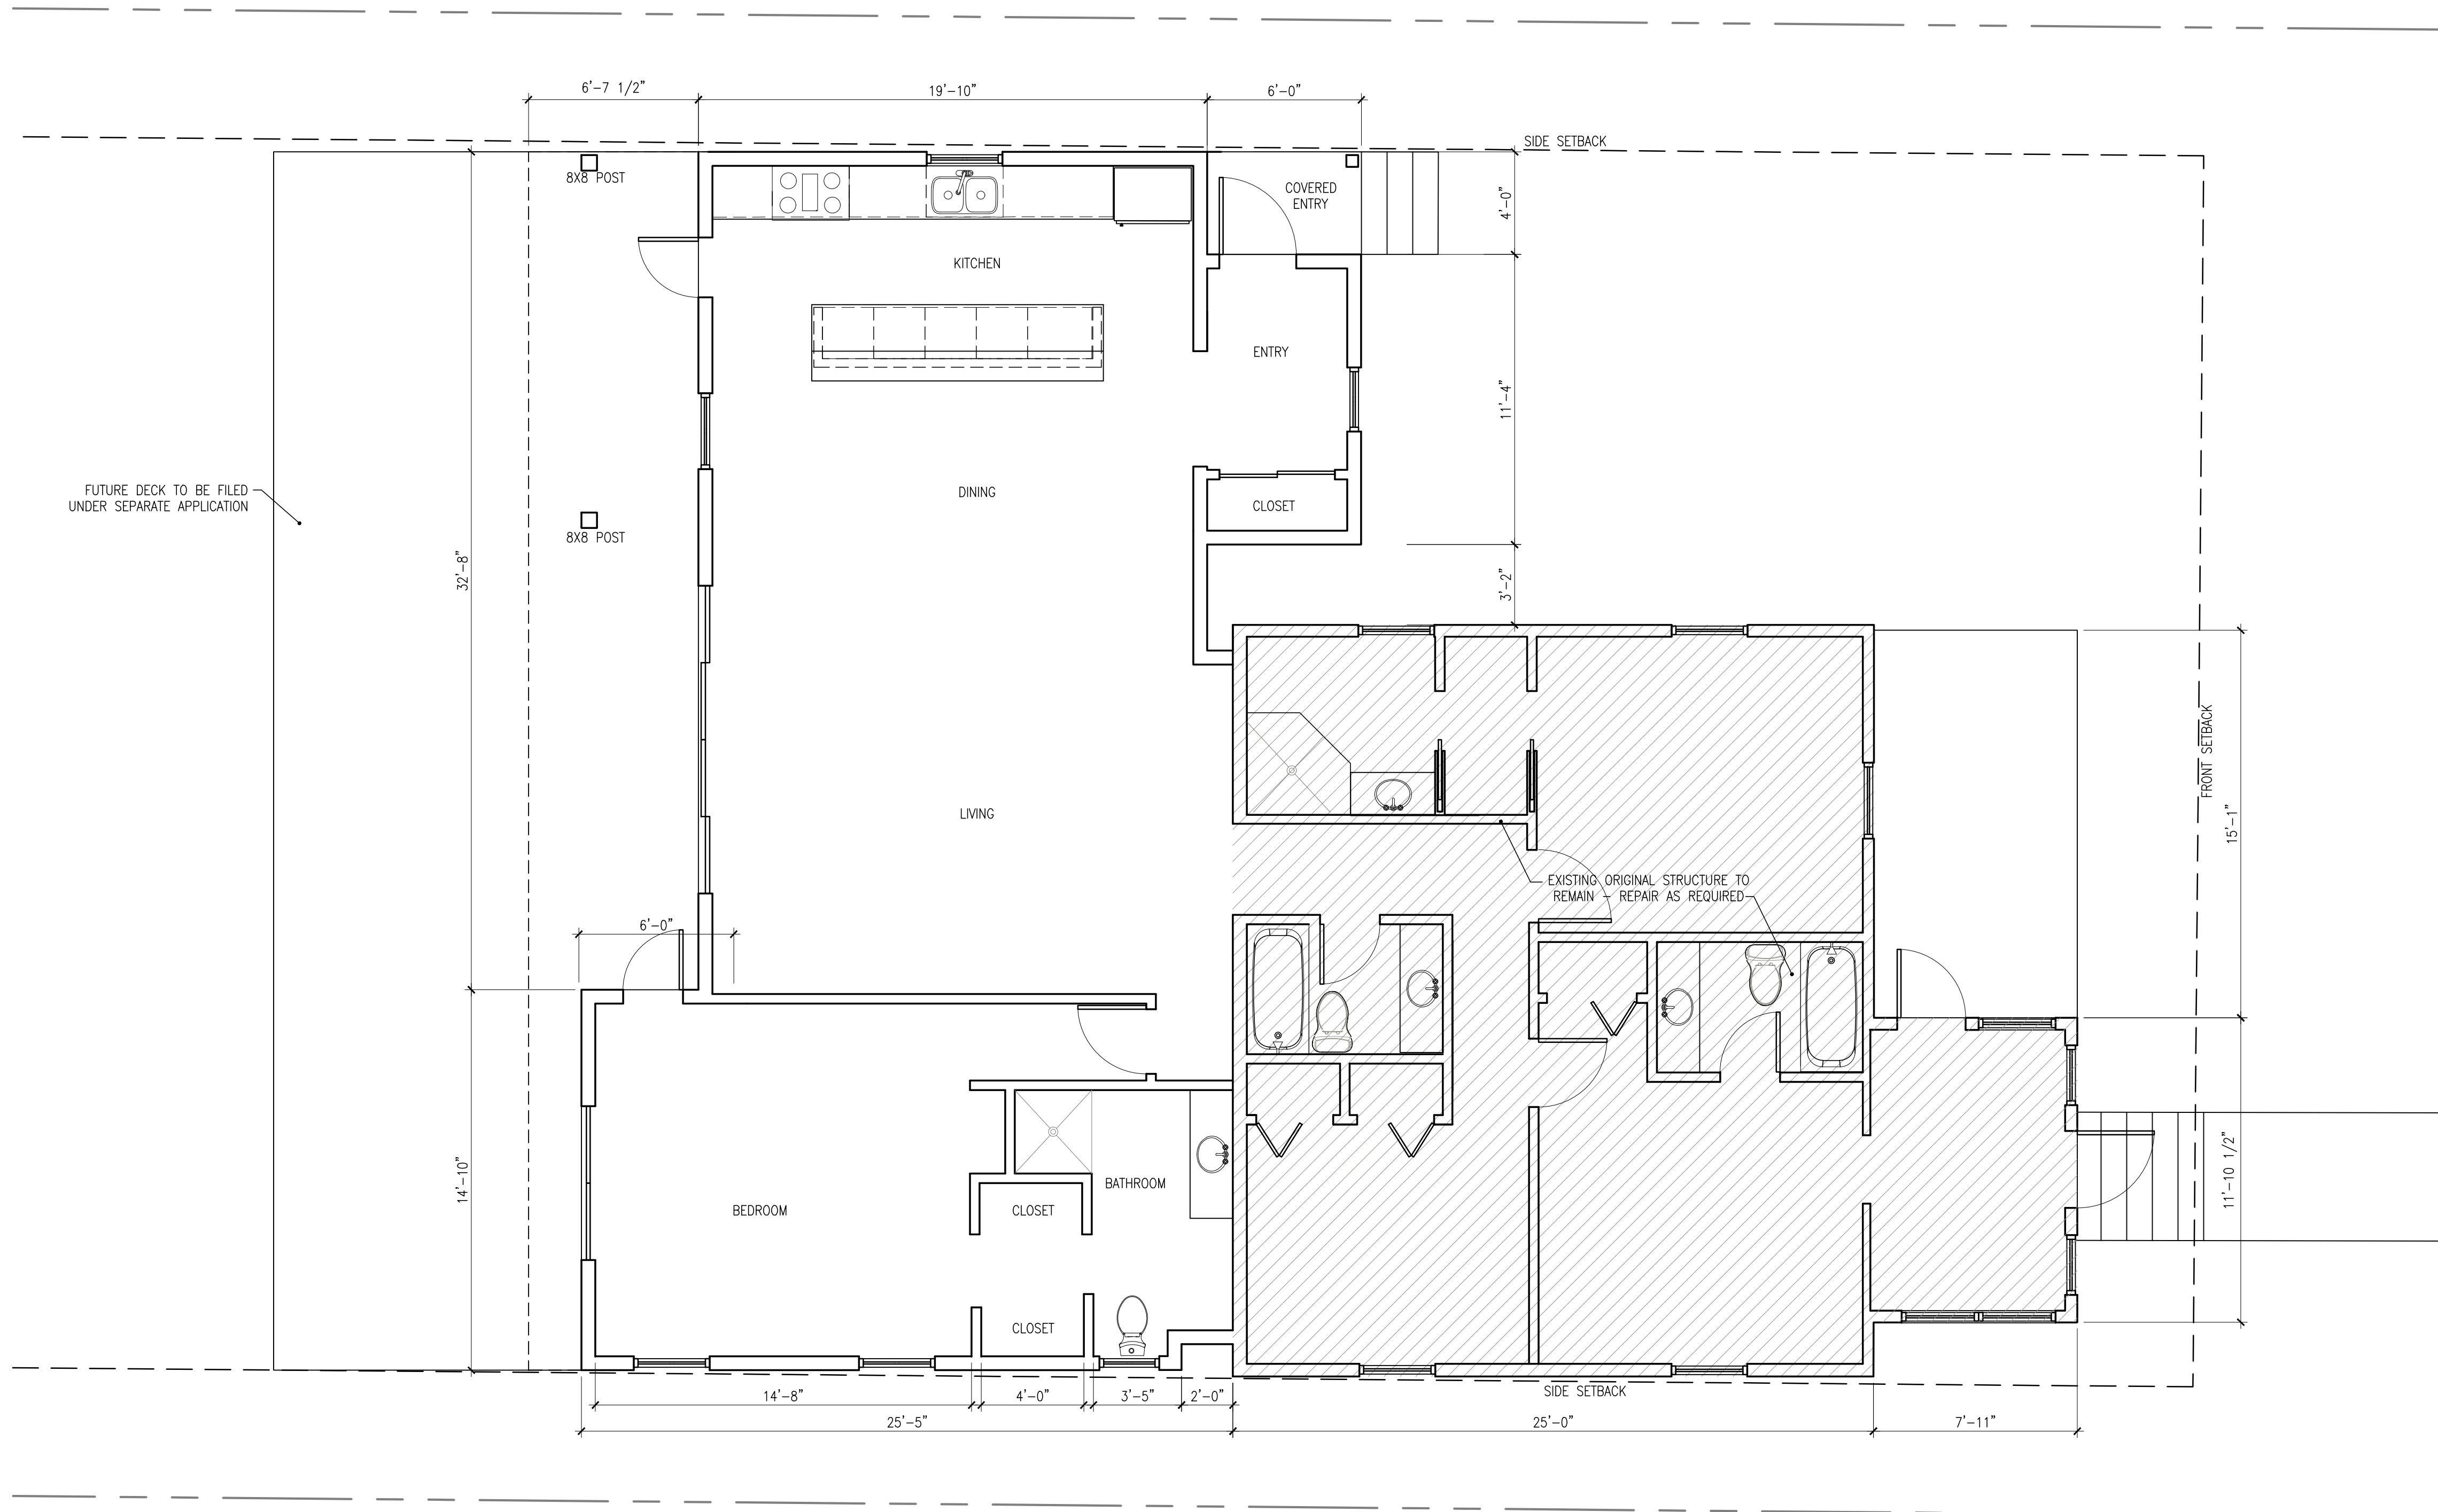 6'-7 1/2"
19'-10"
6'-0"
SIDE SETBACK
8X8 POST
COVERED
ENTRY
4'-0"
KITCHEN
ENTRY
11'-4"
FUTURE DECK TO BE FILED
UNDER SEPARATE APPLICATION
DINING
CLOSET
8X8 POST
32'-8"
3'-2"
FRONT SETBACK
LIVING
15'-1"
EXISTING ORIGINAL STRUCTURE TO
REMAIN - REPAIR AS REQUIRED
6'-0"
14'-10"
BEDROOM
CLOSET
BATHROOM
11'-10 1/2"
CLOSET
SIDE SETBACK
14'-8"
4'-0"
3'-5"
2'-0"
25'-5"
25'-0"
7'-11"